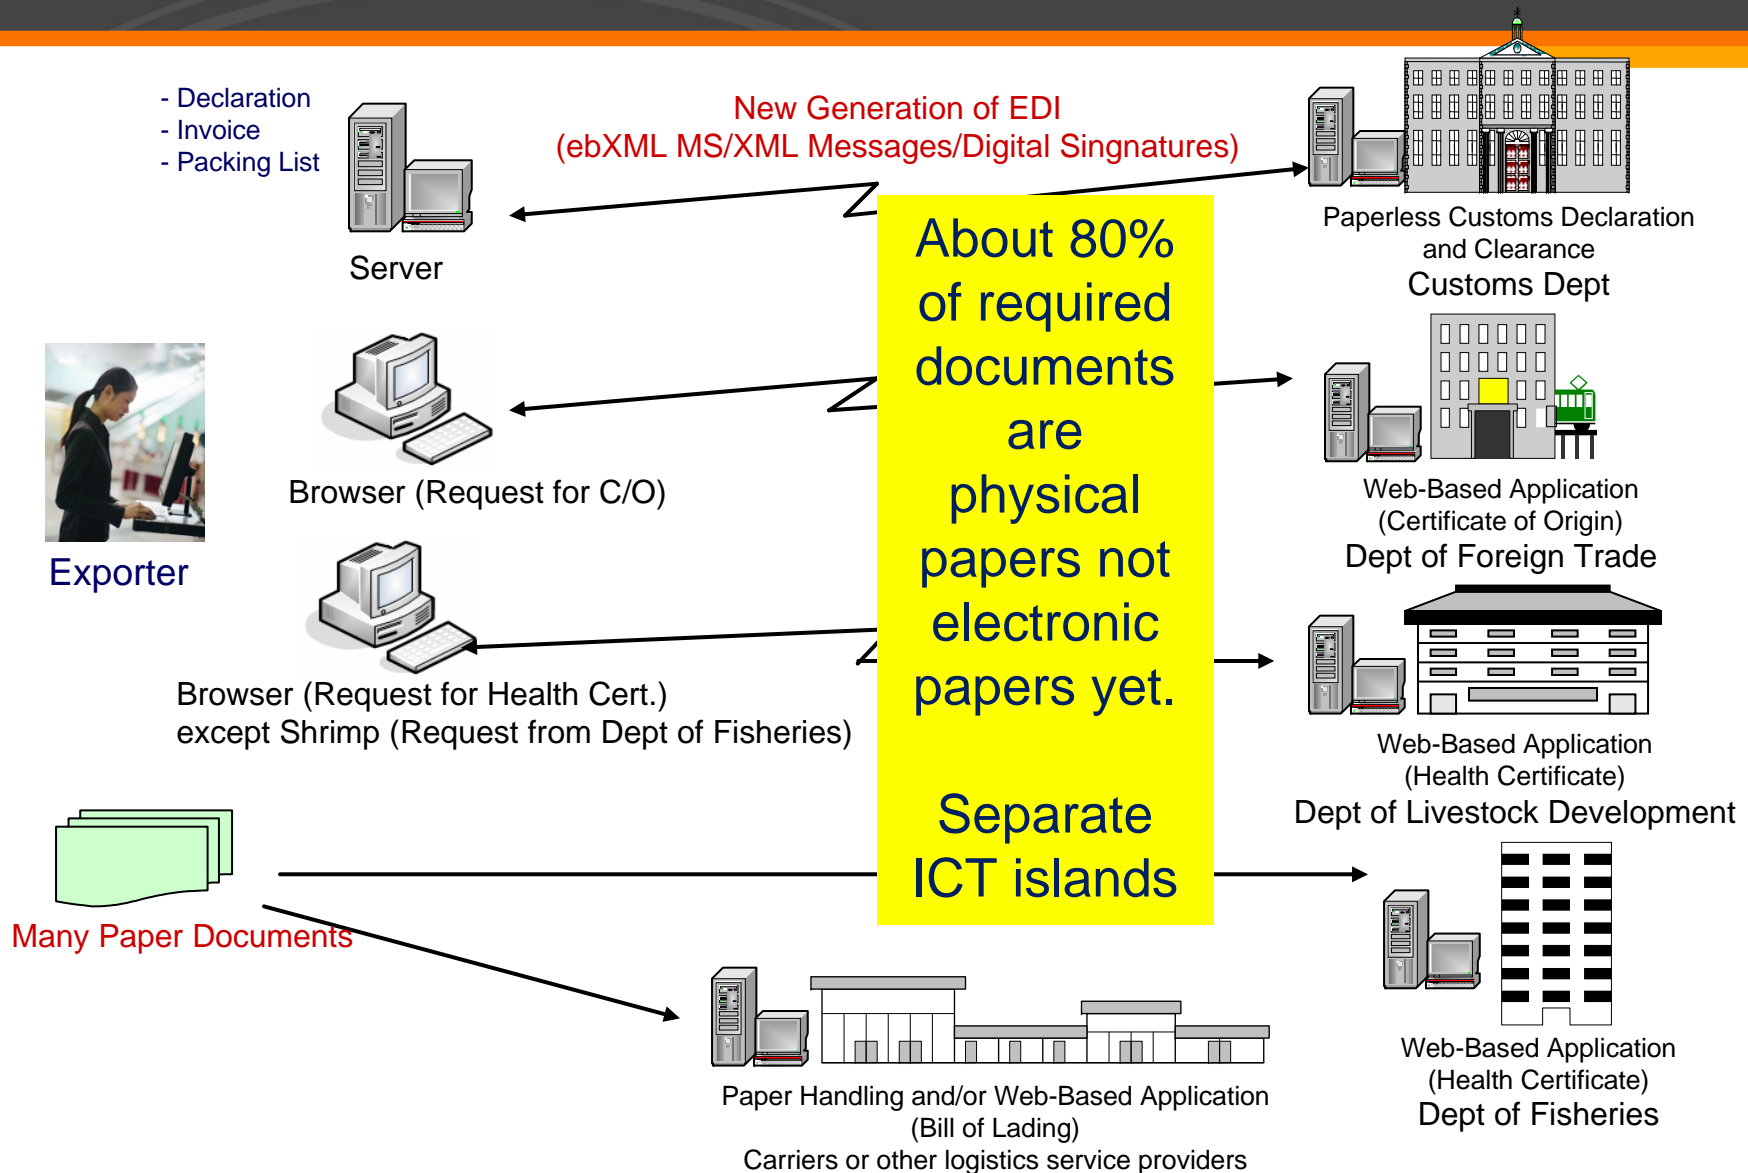 - Declaration
- Invoice
- Packing List
New Generation of EDI
(ebXML MS/XML Messages/Digital Singnatures)
Server
Paperless Customs Declaration
and Clearance
Customs Dept
About 80%
of required
documents
are
physical
papers not
electronic
papers yet.
Separate
ICT islands
Exporter
Browser (Request for C/O)
Web-Based Application
(Certificate of Origin)
Dept of Foreign Trade
Browser (Request for Health Cert.)
except Shrimp (Request from Dept of Fisheries)
Web-Based Application
(Health Certificate)
Dept of Livestock Development
Many Paper Documents
Web-Based Application
(Health Certificate)
Dept of Fisheries
Paper Handling and/or Web-Based Application
(Bill of Lading)
Carriers or other logistics service providers